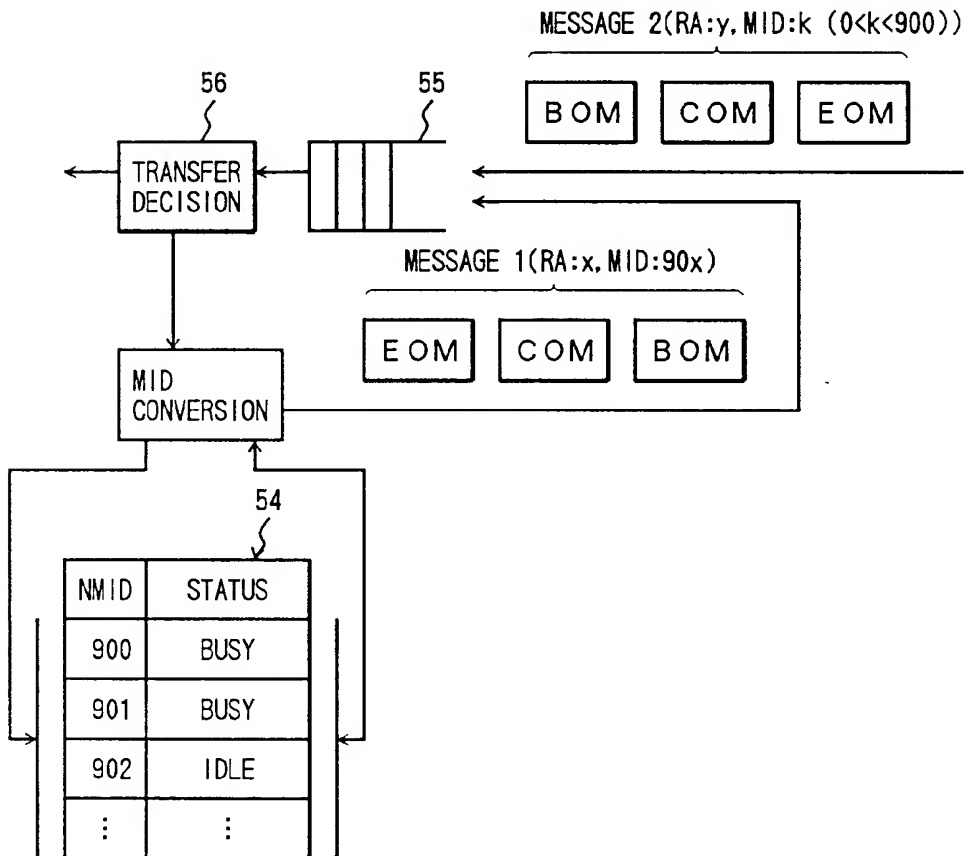 MESSAGE 2(RA:y,MID:k (0<k<900))
56
55
BOM
COM
EOM
TRANSFER
DECISION
MESSAGE 1(RA:x,MID:90x)
EOM
COM
BOM
MID
CONVERSION
54
NMID STATUS
900 BUSY
901 BUSY
902 IDLE
⋮ ⋮